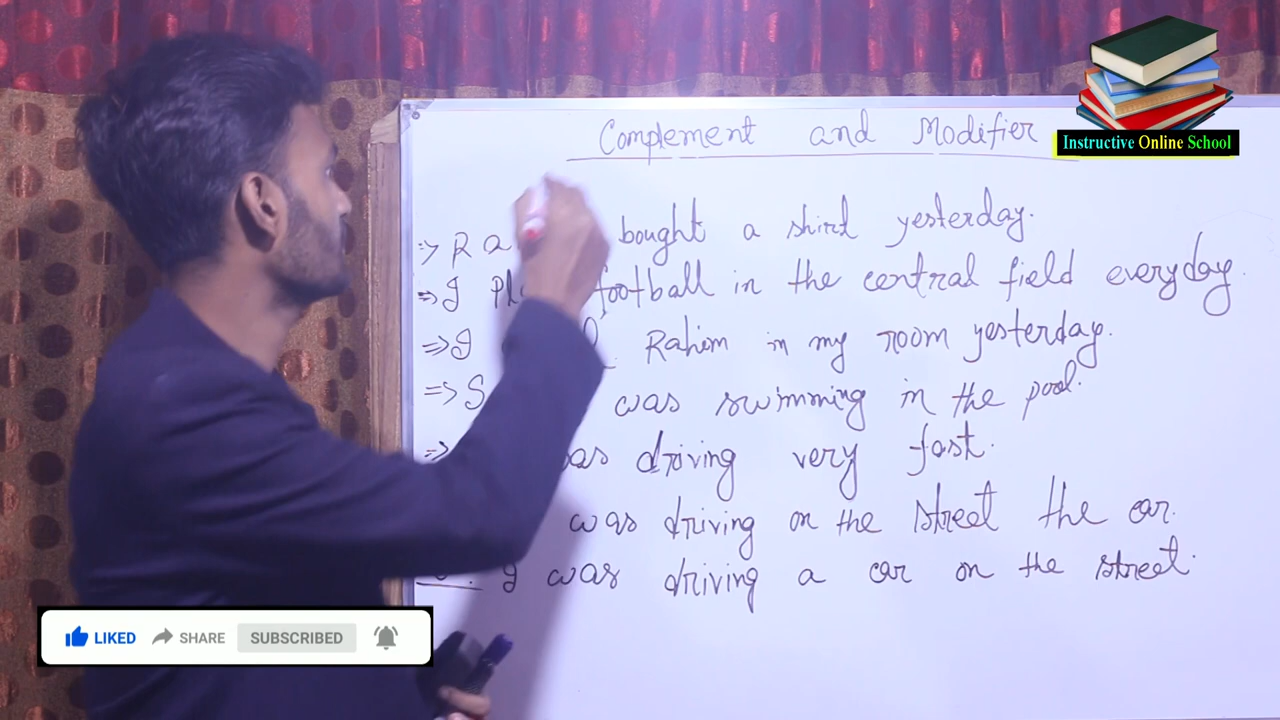 Complement and Modifier
Instructive Online School
=> bought a shirt yesterday.
=> I football in the central field everyday.
=> I Rahim in my room yesterday.
=> was swimming in the pool.
=> driving very fast.
was driving on the street the car.
I was driving a car on the street.
LIKED SHARE SUBSCRIBED